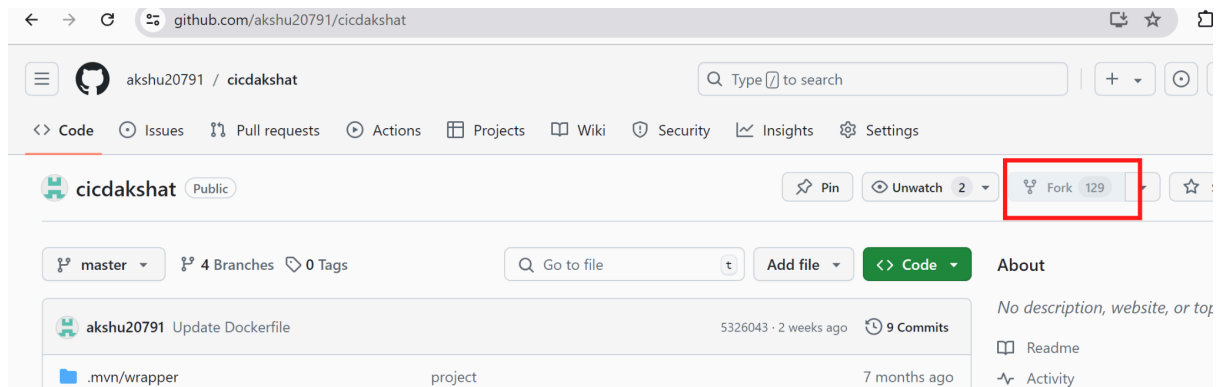 github.com/akshu20791/cicdakshat
akshu20791 / cicdakshat
Type / to search
Code Issues Pull requests Actions Projects Wiki Security Insights Settings
cicdakshat Public Pin Unwatch 2 Fork 129
master 4 Branches 0 Tags Go to file t Add file Code About
No description, website, or top
akshu20791 Update Dockerfile 5326043 · 2 weeks ago 9 Commits
Readme
.mvn/wrapper project 7 months ago Activity